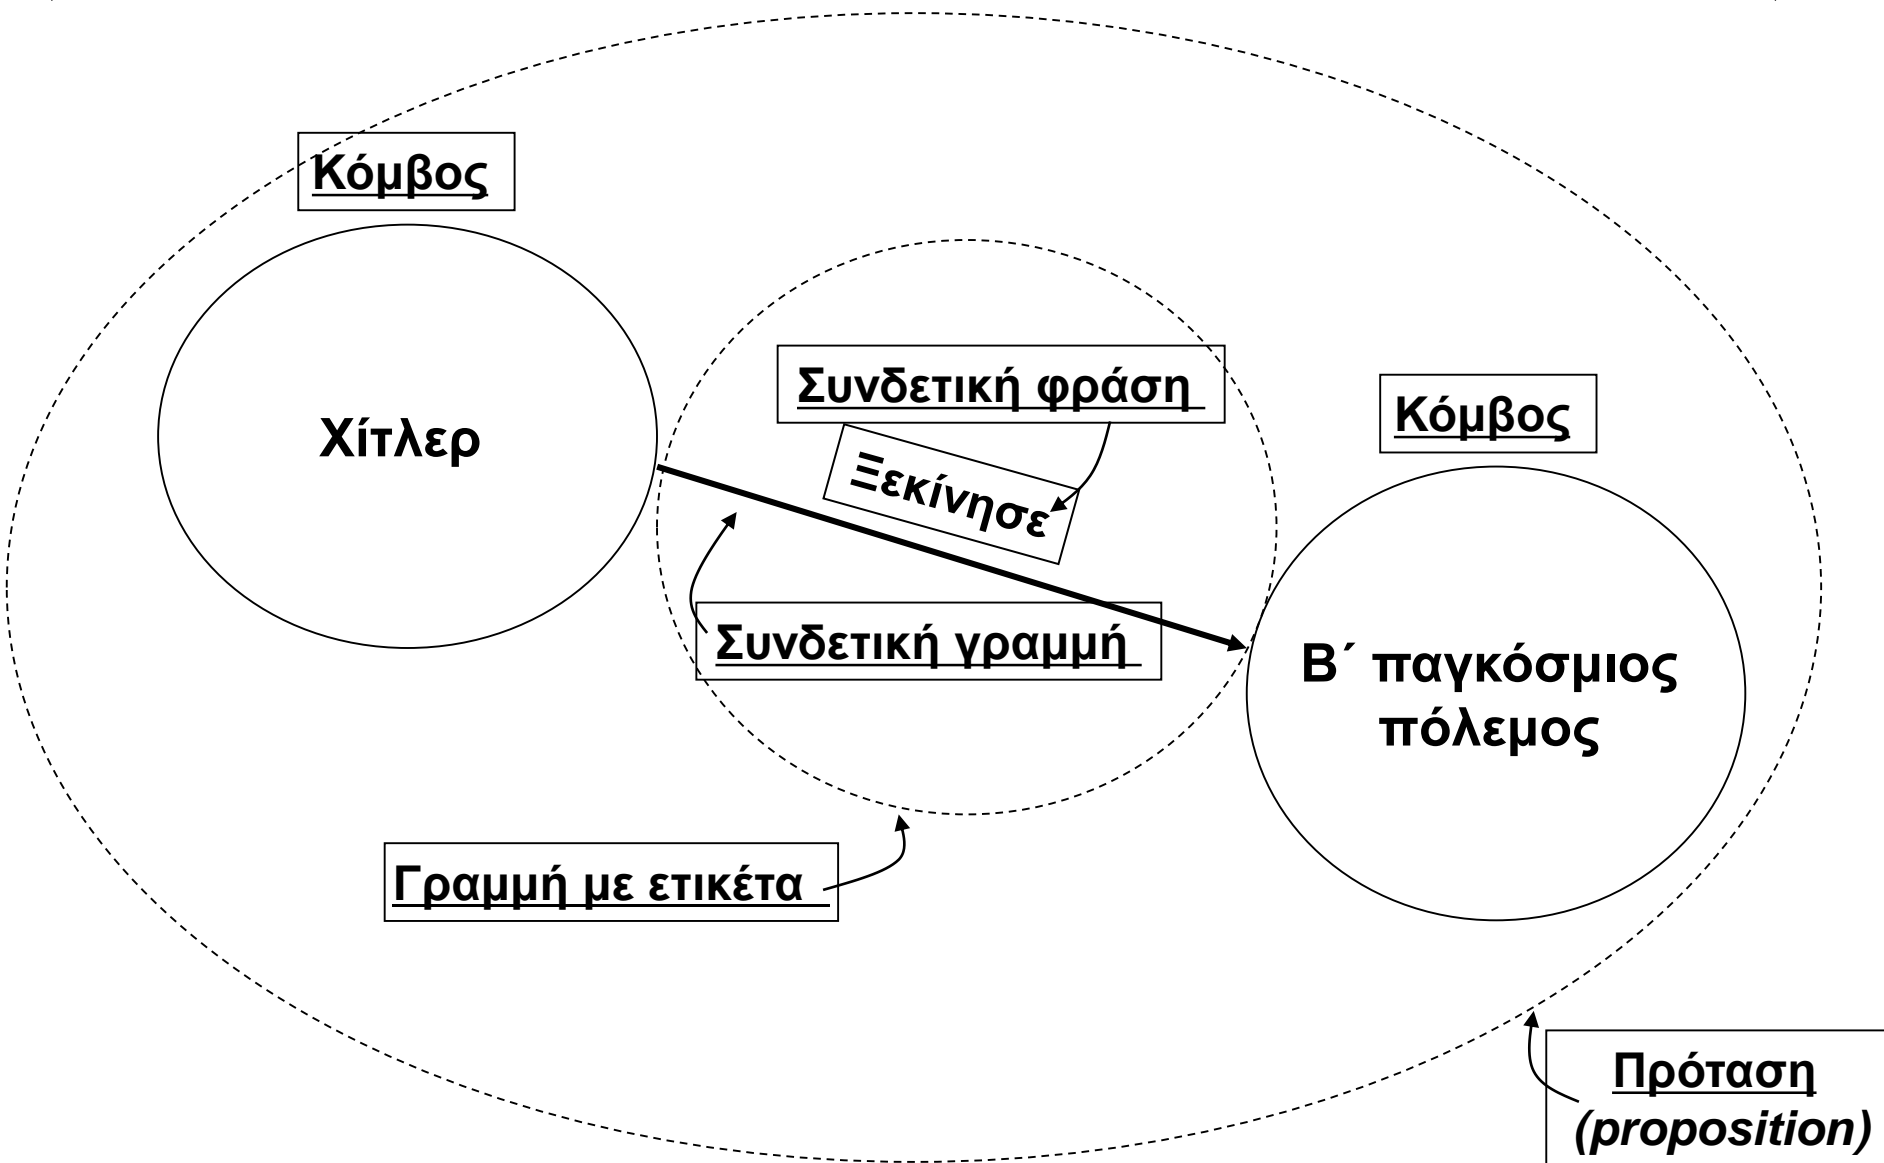 Κόμβος
Χίτλερ
Συνδετική φράση
Ξεκίνησε
Κόμβος
Συνδετική γραμμή
Β΄ παγκόσμιος
πόλεμος
Γραμμή με ετικέτα
Πρόταση
(proposition)